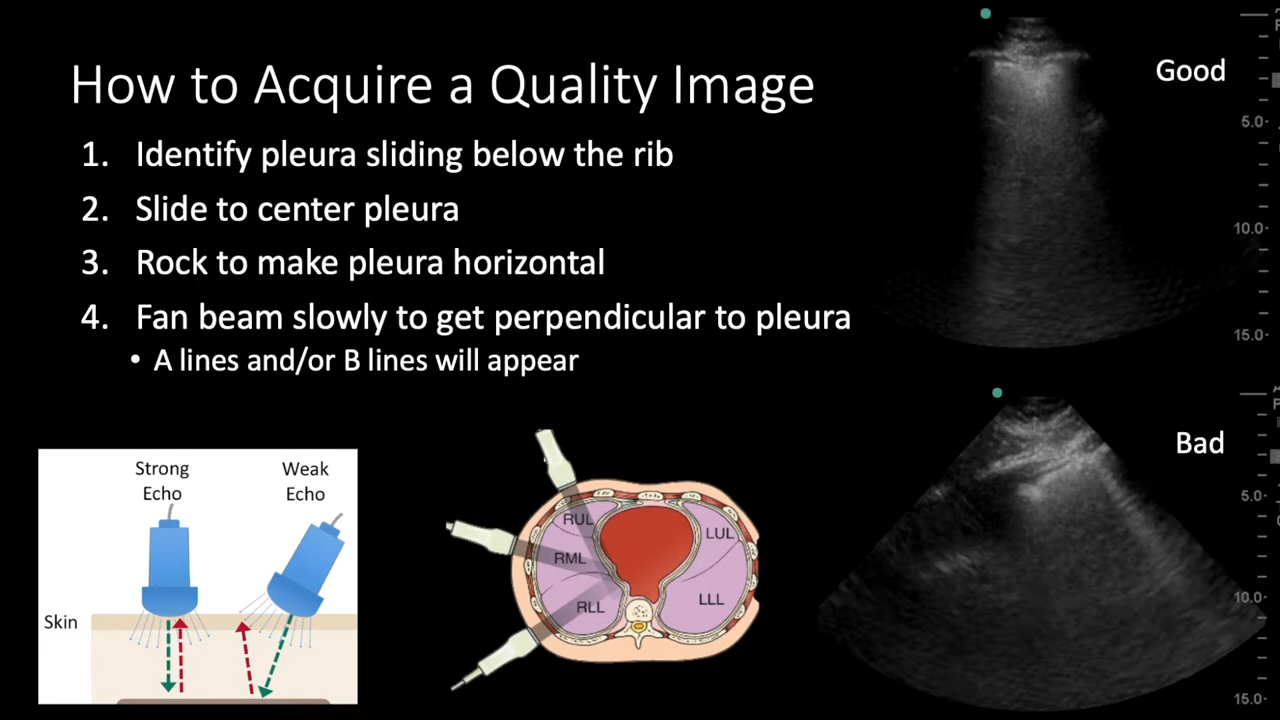 How to Acquire a Quality Image
1. Identify pleura sliding below the rib
2. Slide to center pleura
3. Rock to make pleura horizontal
4. Fan beam slowly to get perpendicular to pleura
• A lines and/or B lines will appear
Good
5.0
10.0
15.0
Bad
5.0
10.0
15.0
Strong
Echo
Weak
Echo
Skin
RUL
RML
RLL
LUL
LLL